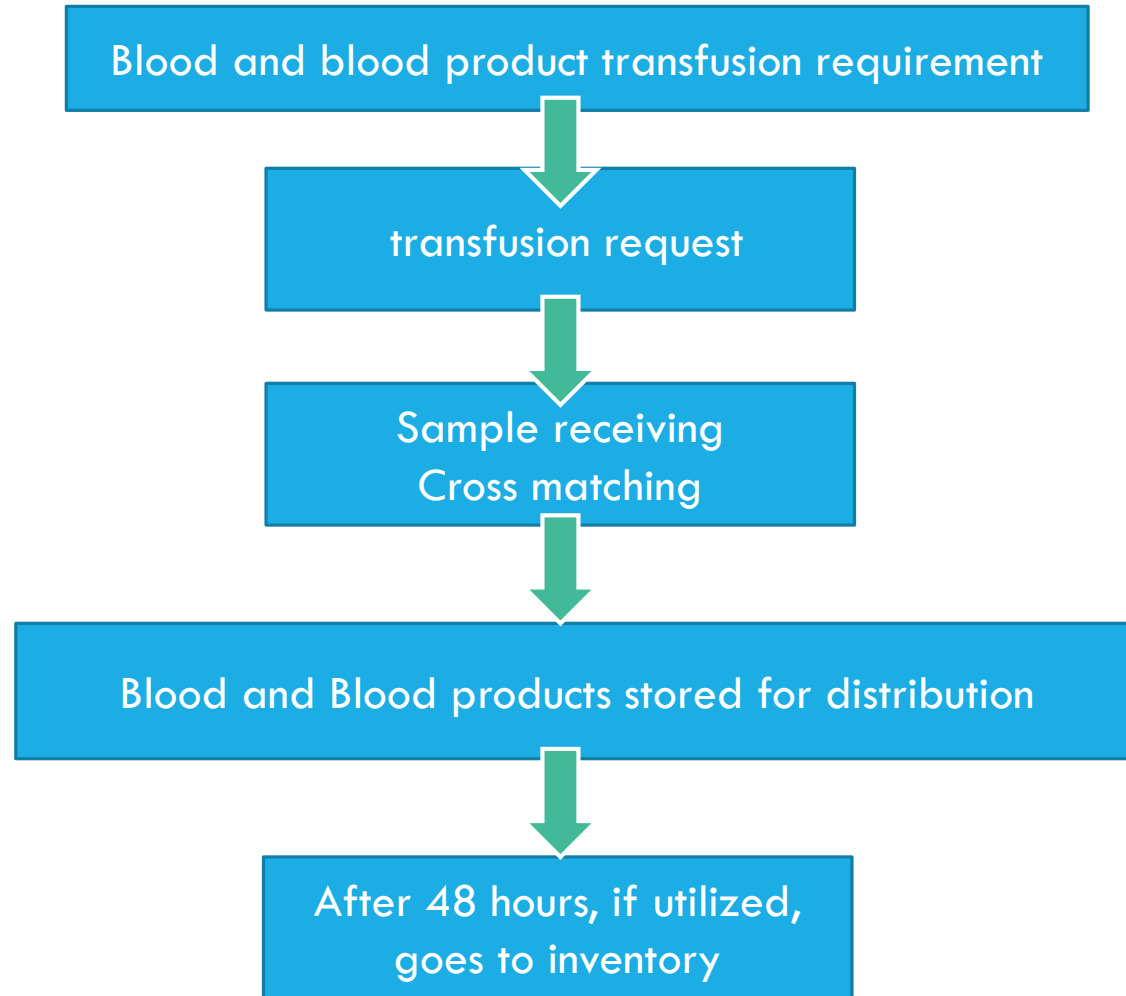 Blood and blood product transfusion requirement
transfusion request
Sample receiving
Cross matching
Blood and Blood products stored for distribution
After 48 hours, if utilized,
goes to inventory